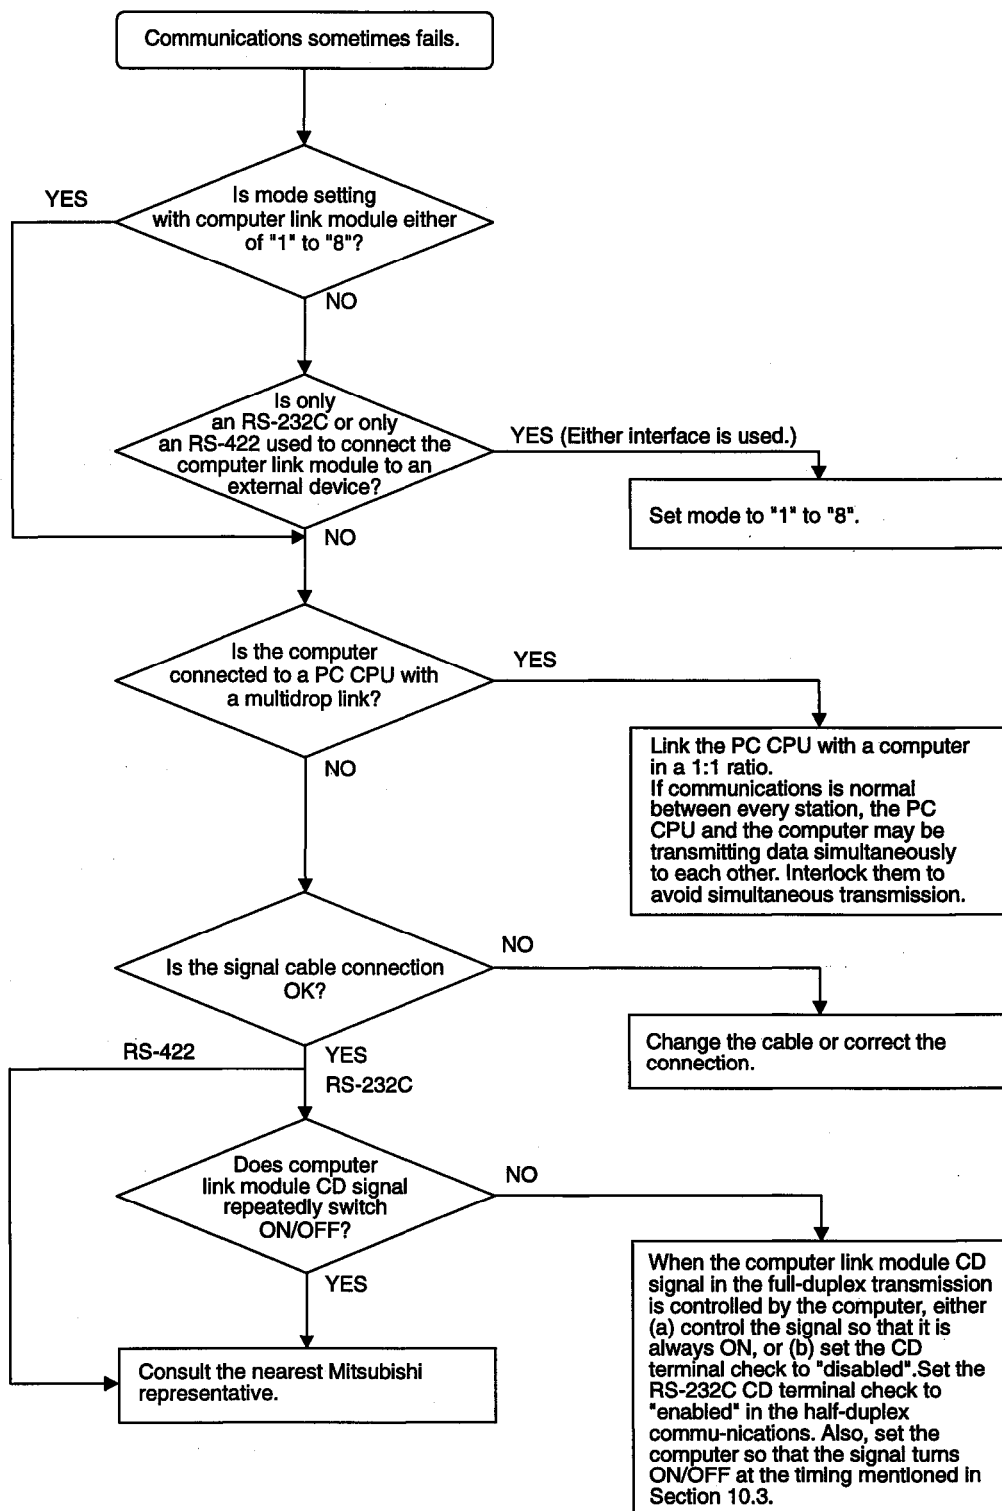 Communications sometimes fails.
Is mode setting
with computer link module either
of "1" to "8"?
YES
NO
Is only
an RS-232C or only
an RS-422 used to connect the
computer link module to an
external device?
YES (Either interface is used.)
Set mode to "1" to "8".
NO
Is the computer
connected to a PC CPU with
a multidrop link?
YES
Link the PC CPU with a computer
in a 1:1 ratio.
If communications is normal
between every station, the PC
CPU and the computer may be
transmitting data simultaneously
to each other. Interlock them to
avoid simultaneous transmission.
NO
Is the signal cable connection
OK?
NO
Change the cable or correct the
connection.
RS-422
YES
RS-232C
Does computer
link module CD signal
repeatedly switch
ON/OFF?
NO
When the computer link module CD
signal in the full-duplex transmission
is controlled by the computer, either
(a) control the signal so that it is
always ON, or (b) set the CD
terminal check to "disabled".Set the
RS-232C CD terminal check to
"enabled" in the half-duplex
commu-nications. Also, set the
computer so that the signal turns
ON/OFF at the timing mentioned in
Section 10.3.
YES
Consult the nearest Mitsubishi
representative.